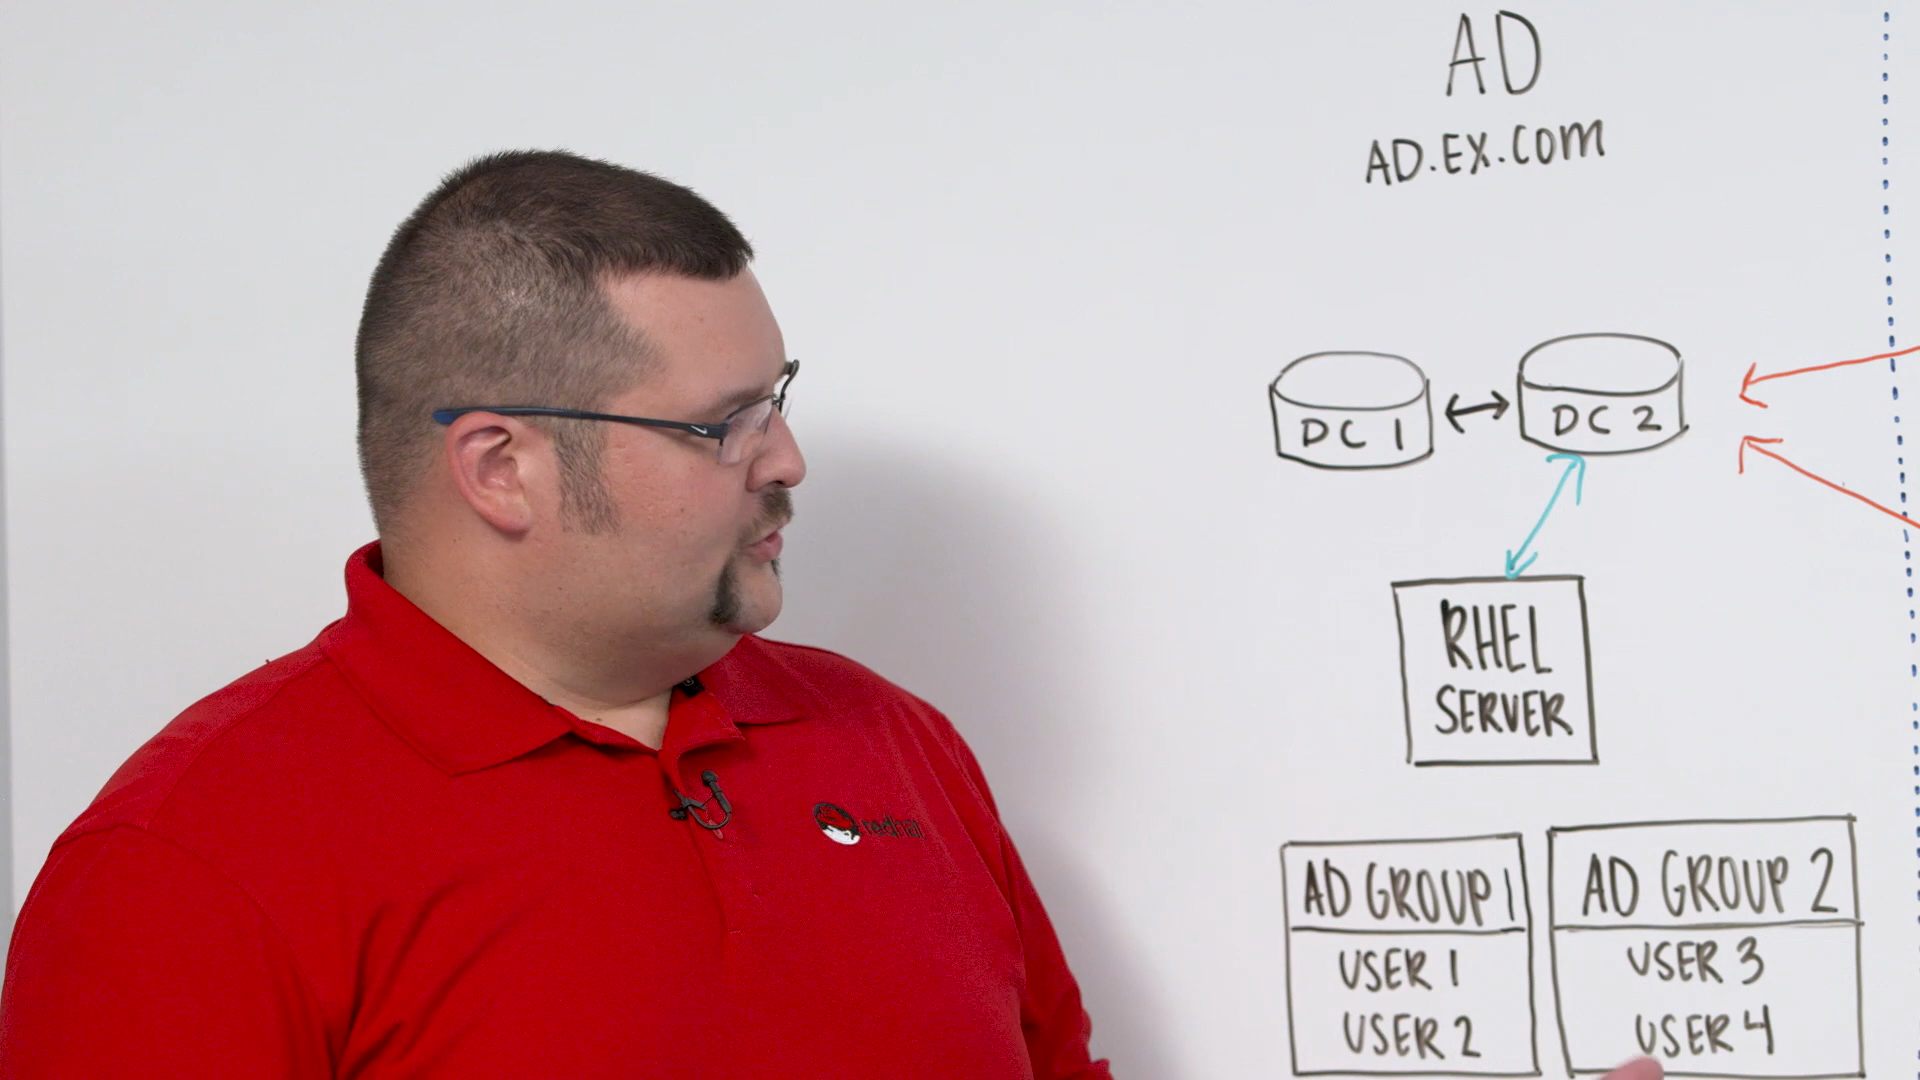 AD
AD.EX.COM
DC 1
DC 2
RHEL
SERVER
redhat
AD GROUP 1
USER 1
USER 2
AD GROUP 2
USER 3
USER 4